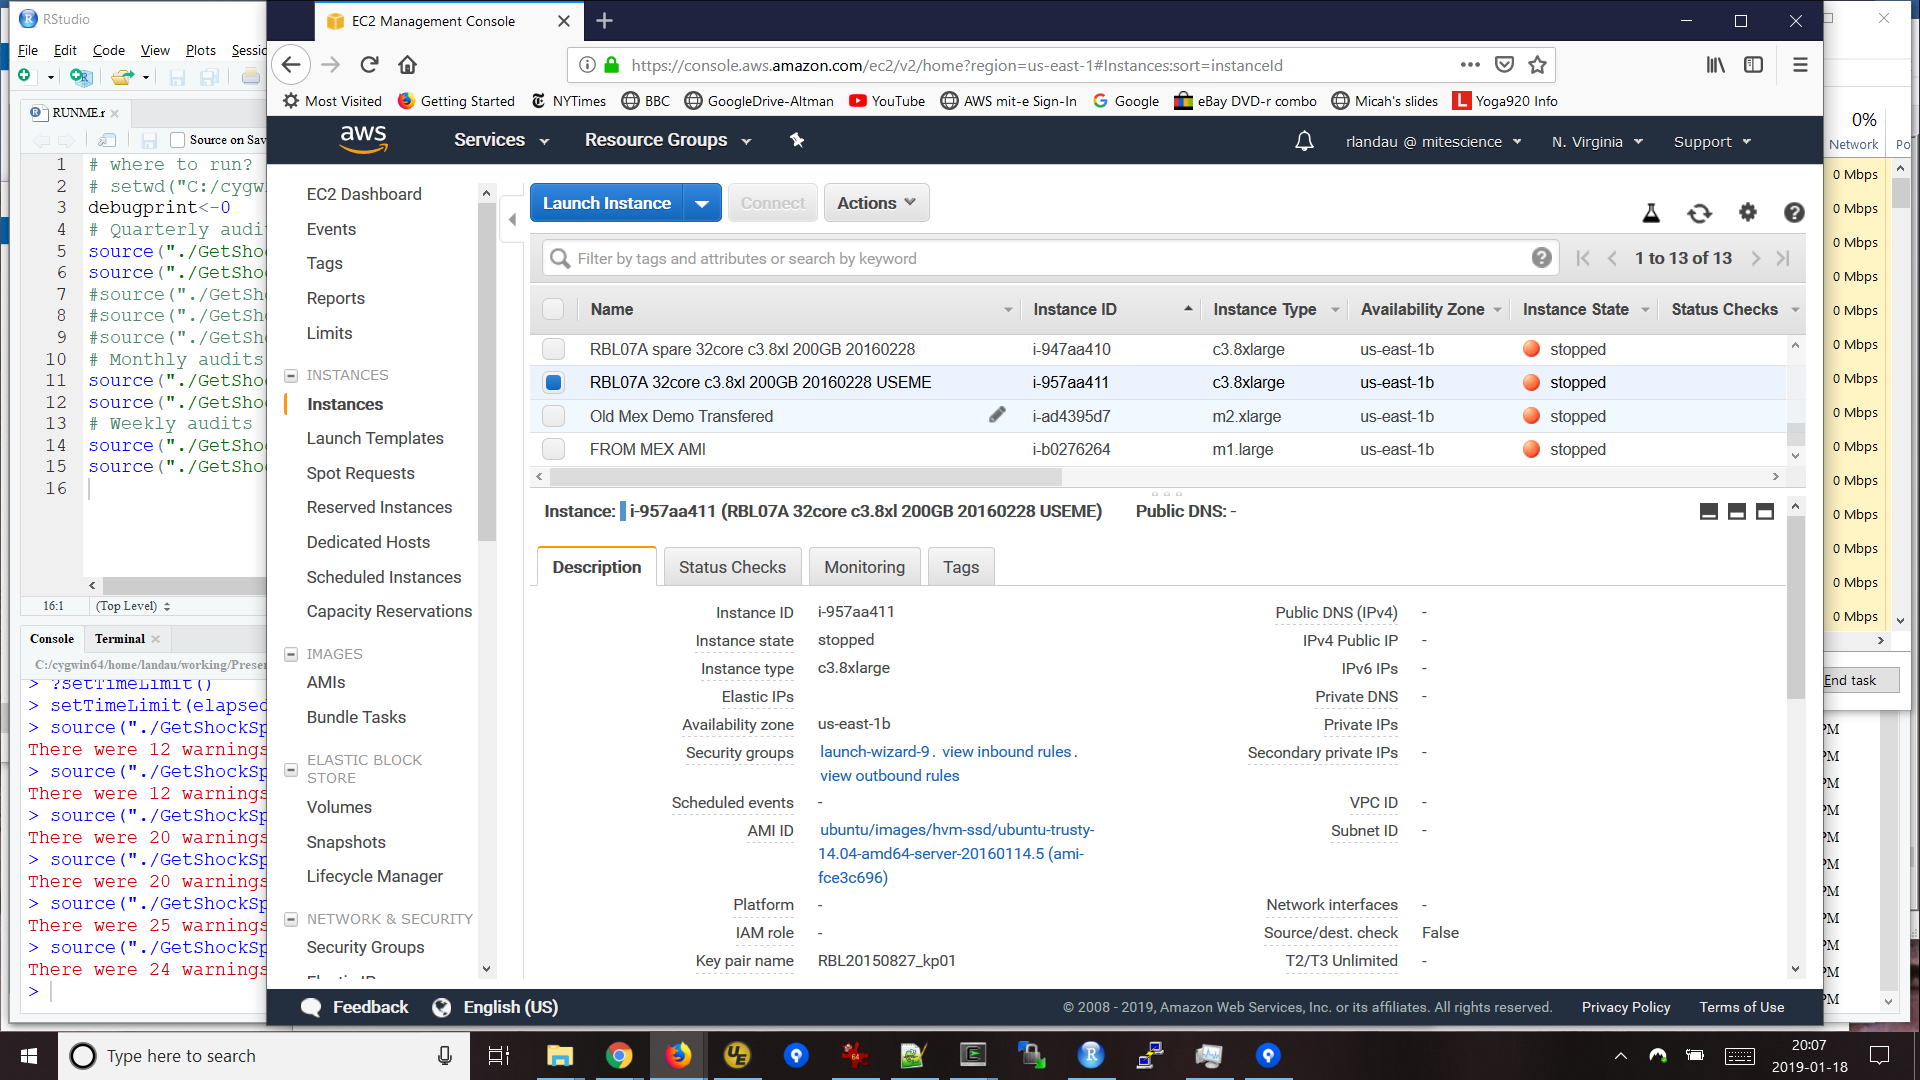 RStudio
File Edit Code View Plots Sessio
RUNME.r
Source on Sav
1 # where to run?
2 # setwd("C:/cygwi
3 debugprint<-0
4 # Quarterly audi
5 source("./GetSho
6 source("./GetSho
7 #source("./GetSh
8 #source("./GetSh
9 #source("./GetSh
10 # Monthly audits
11 source("./GetSho
12 source("./GetSho
13 # Weekly audits
14 source("./GetSho
15 source("./GetSho
16
16:1 (Top Level)
Console Terminal
C:/cygwin64/home/landau/working/Preser
> ?setTimeLimit()
> setTimeLimit(elapsed
> source("./GetShockSp
There were 12 warnings
> source("./GetShockSp
There were 12 warnings
> source("./GetShockSp
There were 20 warnings
> source("./GetShockSp
There were 20 warnings
> source("./GetShockSp
There were 25 warnings
> source("./GetShockSp
There were 24 warnings
>
EC2 Management Console
https://console.aws.amazon.com/ec2/v2/home?region=us-east-1#Instances:sort=instanceId
Most Visited Getting Started NYTimes BBC GoogleDrive-Altman YouTube AWS mit-e Sign-In Google eBay DVD-r combo Micah's slides Yoga920 Info
aws Services Resource Groups rlandau @ mitescience N. Virginia Support
EC2 Dashboard
Events
Tags
Reports
Limits
INSTANCES
Instances
Launch Templates
Spot Requests
Reserved Instances
Dedicated Hosts
Scheduled Instances
Capacity Reservations
IMAGES
AMIs
Bundle Tasks
ELASTIC BLOCK
STORE
Volumes
Snapshots
Lifecycle Manager
NETWORK & SECURITY
Security Groups
Launch Instance Connect Actions
Filter by tags and attributes or search by keyword 1 to 13 of 13
Name Instance ID Instance Type Availability Zone Instance State Status Checks
RBL07A spare 32core c3.8xl 200GB 20160228 i-947aa410 c3.8xlarge us-east-1b stopped
RBL07A 32core c3.8xl 200GB 20160228 USEME i-957aa411 c3.8xlarge us-east-1b stopped
Old Mex Demo Transfered i-ad4395d7 m2.xlarge us-east-1b stopped
FROM MEX AMI i-b0276264 m1.large us-east-1b stopped
Instance: i-957aa411 (RBL07A 32core c3.8xl 200GB 20160228 USEME) Public DNS: -
Description Status Checks Monitoring Tags
Instance ID i-957aa411 Public DNS (IPv4) -
Instance state stopped IPv4 Public IP -
Instance type c3.8xlarge IPv6 IPs -
Elastic IPs Private DNS -
Availability zone us-east-1b Private IPs -
Security groups launch-wizard-9. view inbound rules. Secondary private IPs -
view outbound rules
Scheduled events - VPC ID -
AMI ID ubuntu/images/hvm-ssd/ubuntu-trusty- Subnet ID -
14.04-amd64-server-20160114.5 (ami-
fce3c696)
Platform - Network interfaces -
IAM role - Source/dest. check False
Key pair name RBL20150827_kp01 T2/T3 Unlimited -
Feedback English (US) © 2008 - 2019, Amazon Web Services, Inc. or its affiliates. All rights reserved. Privacy Policy Terms of Use
0%
Network Po
0 Mbps
0 Mbps
0 Mbps
0 Mbps
0 Mbps
0 Mbps
0 Mbps
0 Mbps
0 Mbps
0 Mbps
0 Mbps
0 Mbps
0 Mbps
0 Mbps
End task
PM
PM
PM
PM
PM
PM
PM
PM
PM
PM
PM
Type here to search
20:07
2019-01-18